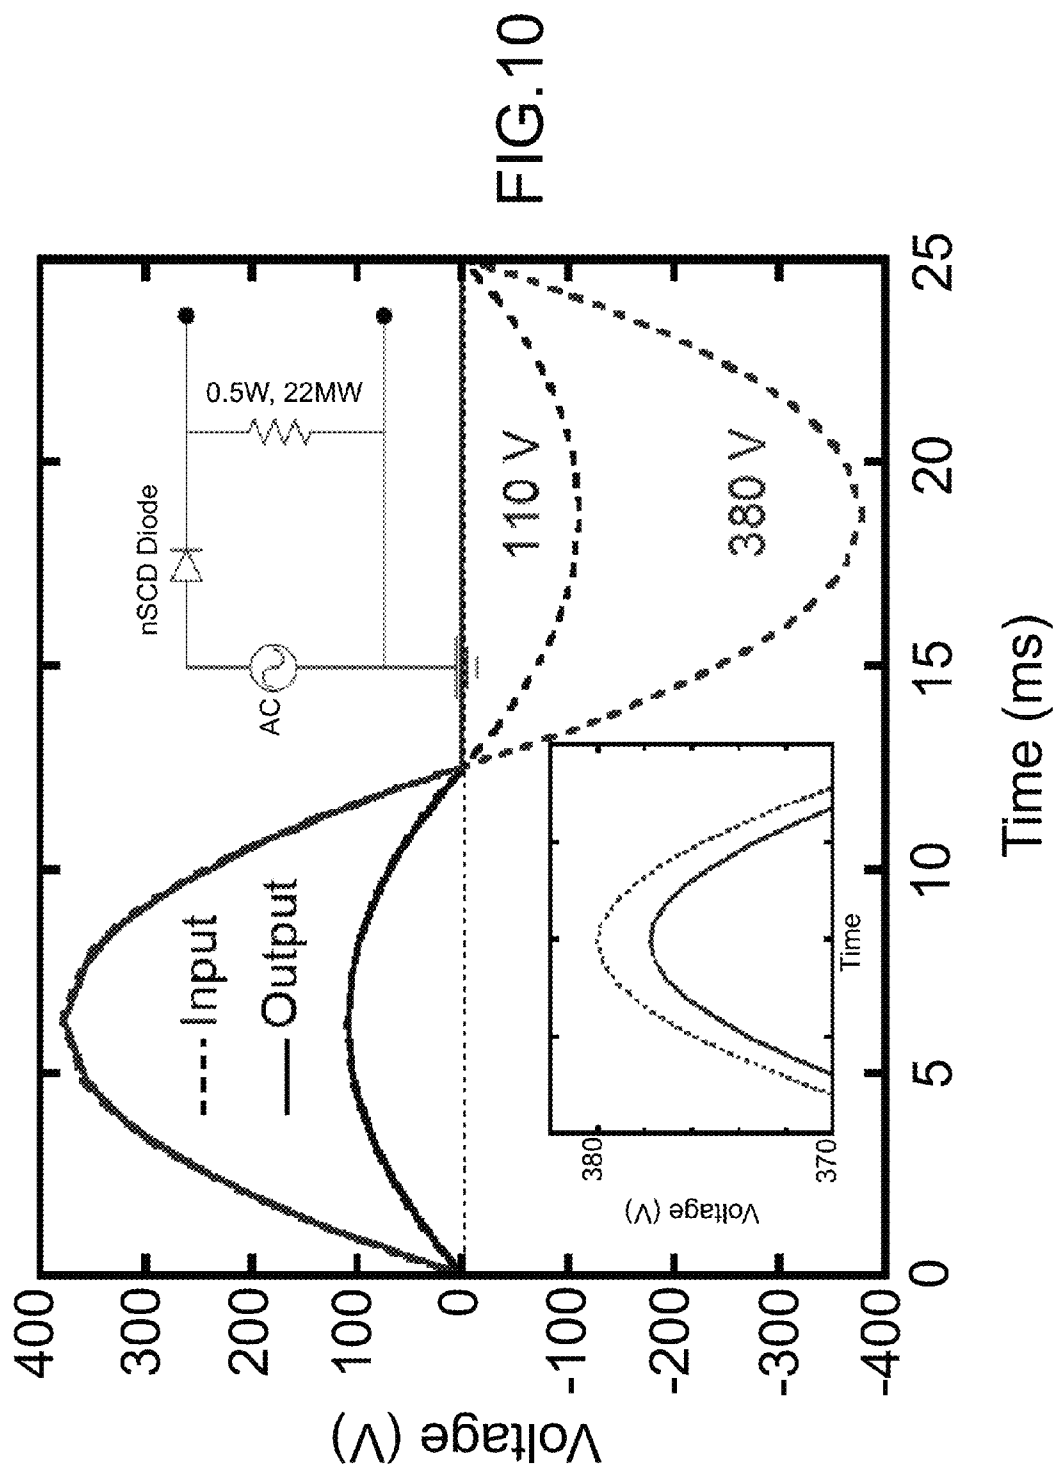 FIG.10
Voltage (V)
400
300
200
100
0
-100
-200
-300
-400
0
5
10
15
20
25
Time (ms)
Input
Output
AC
nSCD Diode
0.5W, 22MW
110 V
380 V
Voltage (V)
380
370
Time